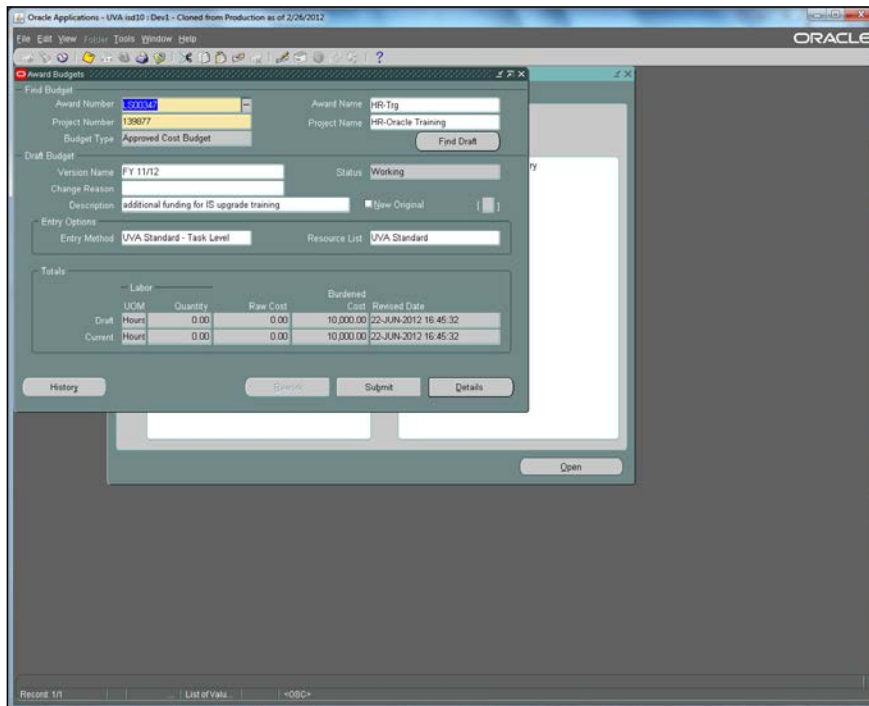 Oracle Applications - UVA isd10 : Dev1 - Cloned from Production as of 2/26/2012
File Edit View Folder Tools Window Help
ORACLE
Award Budgets
Find Budget
Award Number LS00347 Award Name HR-Trg
Project Number 139877 Project Name HR-Oracle Training
Budget Type Approved Cost Budget Find Draft
Draft Budget
Version Name FY 11/12 Status Working
Change Reason
Description additional funding for IS upgrade training New Original [ ]
Entry Options
Entry Method UVA Standard - Task Level Resource List UVA Standard
Totals
Labor
Burdened
UOM Quantity Raw Cost Cost Revised Date
Draft Hours 0.00 0.00 10,000.00 22-JUN-2012 16:45:32
Current Hours 0.00 0.00 10,000.00 22-JUN-2012 16:45:32
History Rework Submit Details
Open
Record: 1/1 ... List of Valu... <OSC>